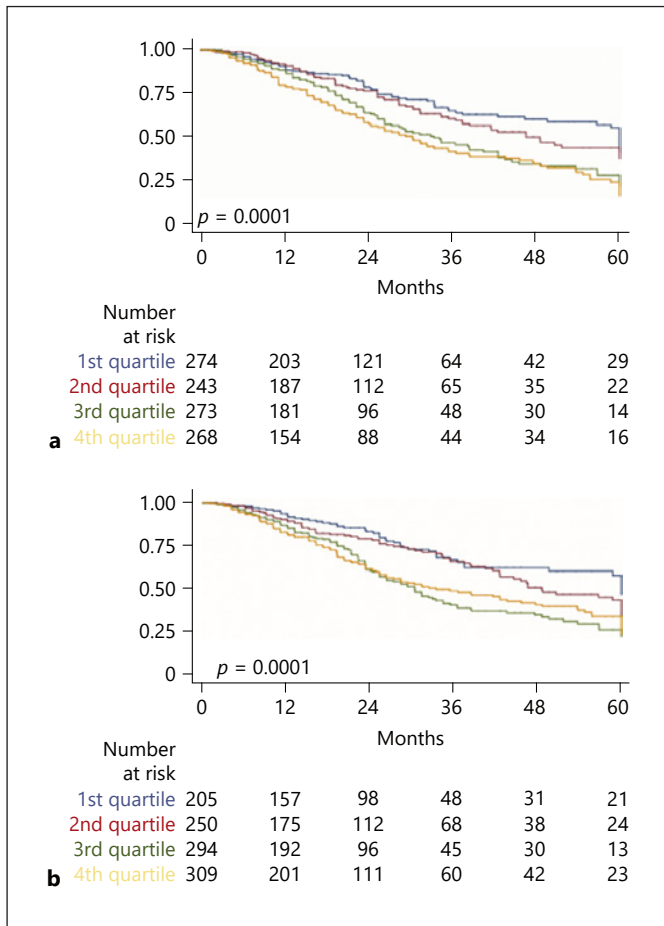 1.00
0.75
0.50
0.25
0
p = 0.0001
0 12 24 36 48 60
Months
Number
at risk
1st quartile 274 203 121 64 42 29
2nd quartile 243 187 112 65 35 22
3rd quartile 273 181 96 48 30 14
a 4th quartile 268 154 88 44 34 16
1.00
0.75
0.50
0.25
0
p = 0.0001
0 12 24 36 48 60
Months
Number
at risk
1st quartile 205 157 98 48 31 21
2nd quartile 250 175 112 68 38 24
3rd quartile 294 192 96 45 30 13
b 4th quartile 309 201 111 60 42 23